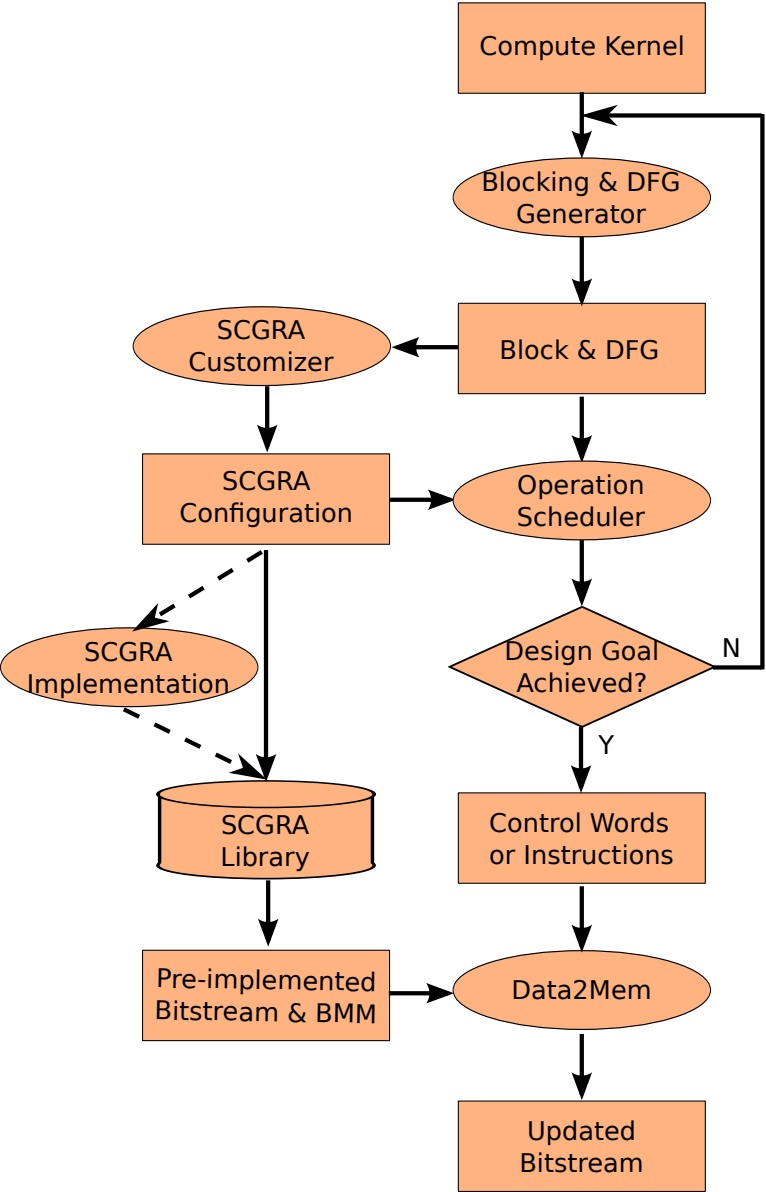 Compute Kernel
Blocking & DFG
Generator
SCGRA
Customizer
Block & DFG
SCGRA
Configuration
Operation
Scheduler
SCGRA
Implementation
Design Goal
Achieved?
N
Y
SCGRA
Library
Control Words
or Instructions
Pre-implemented
Bitstream & BMM
Data2Mem
Updated
Bitstream